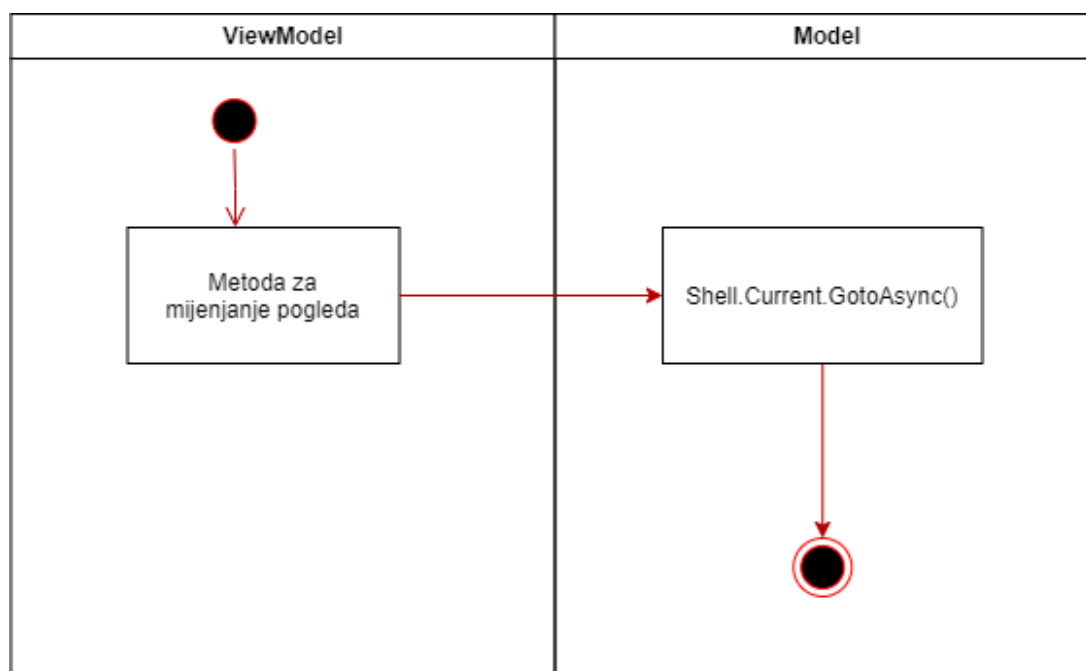 ViewModel
Model
Metoda za
mijenjanje pogleda
Shell.Current.GotoAsync()